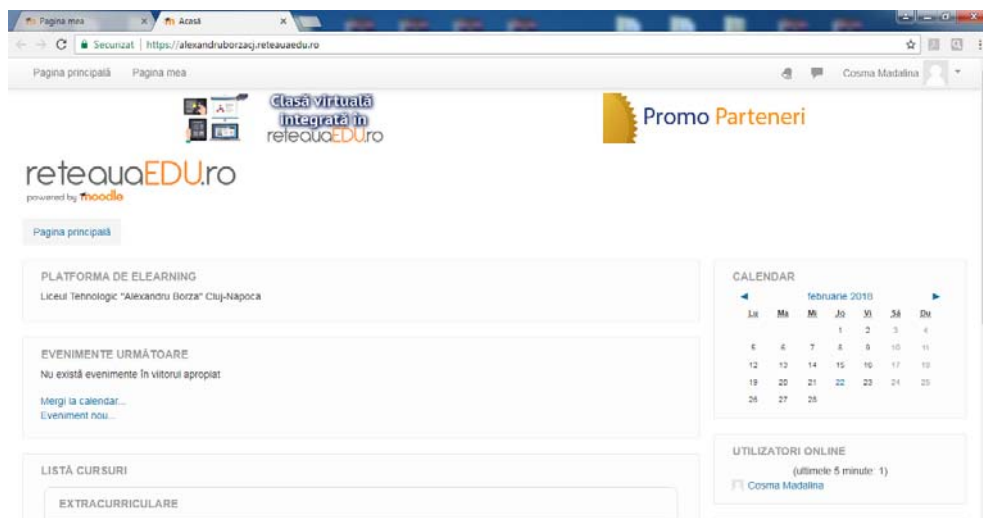 Pagina mea
Acasă
Securizat | https://alexandruborzacj.reteauaedu.ro
Pagina principală Pagina mea Cosma Madalina
Clasă virtuală
integrată în
reteauaEDU.ro
Promo Parteneri
reteauaEDU.ro
powered by moodle
Pagina principală
PLATFORMA DE ELEARNING
Liceul Tehnologic "Alexandru Borza" Cluj-Napoca
EVENIMENTE URMĂTOARE
Nu există evenimente în viitorul apropiat
Mergi la calendar...
Eveniment nou...
LISTĂ CURSURI
EXTRACURRICULARE
CALENDAR
februarie 2018
Lu Ma Mi Jo Vi Sâ Du
1 2 3 4
5 6 7 8 9 10 11
12 13 14 15 16 17 18
19 20 21 22 23 24 25
26 27 28
UTILIZATORI ONLINE
(ultimele 5 minute: 1)
Cosma Madalina